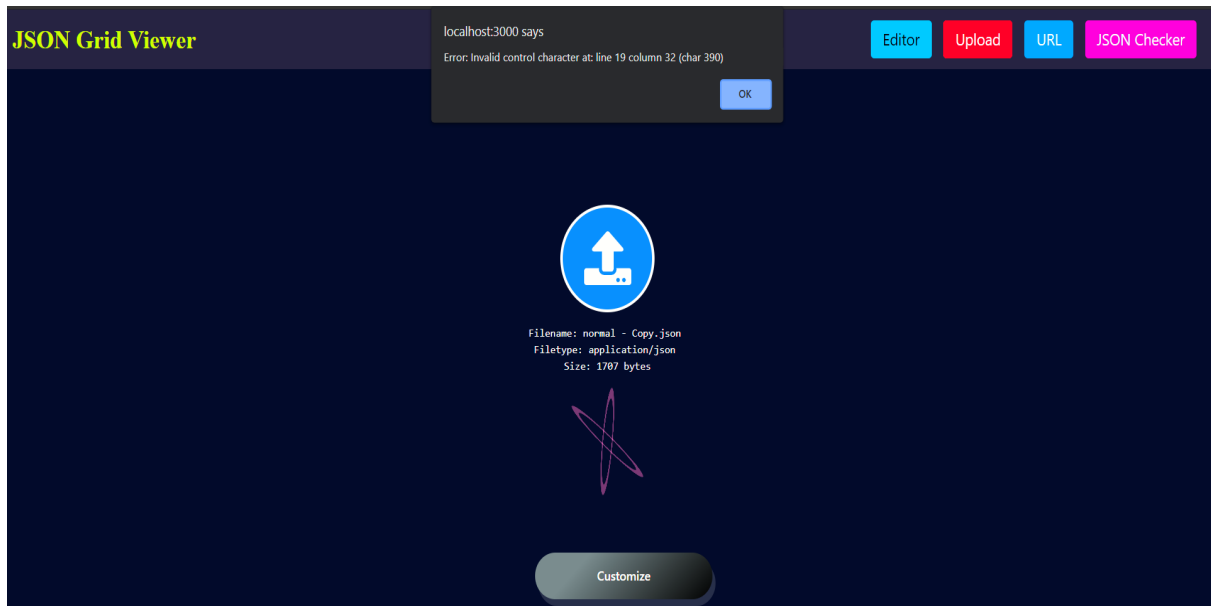 JSON Grid Viewer
localhost:3000 says
Error: Invalid control character at: line 19 column 32 (char 390)
OK
Editor
Upload
URL
JSON Checker
Filename: normal - Copy.json
Filetype: application/json
Size: 1707 bytes
Customize